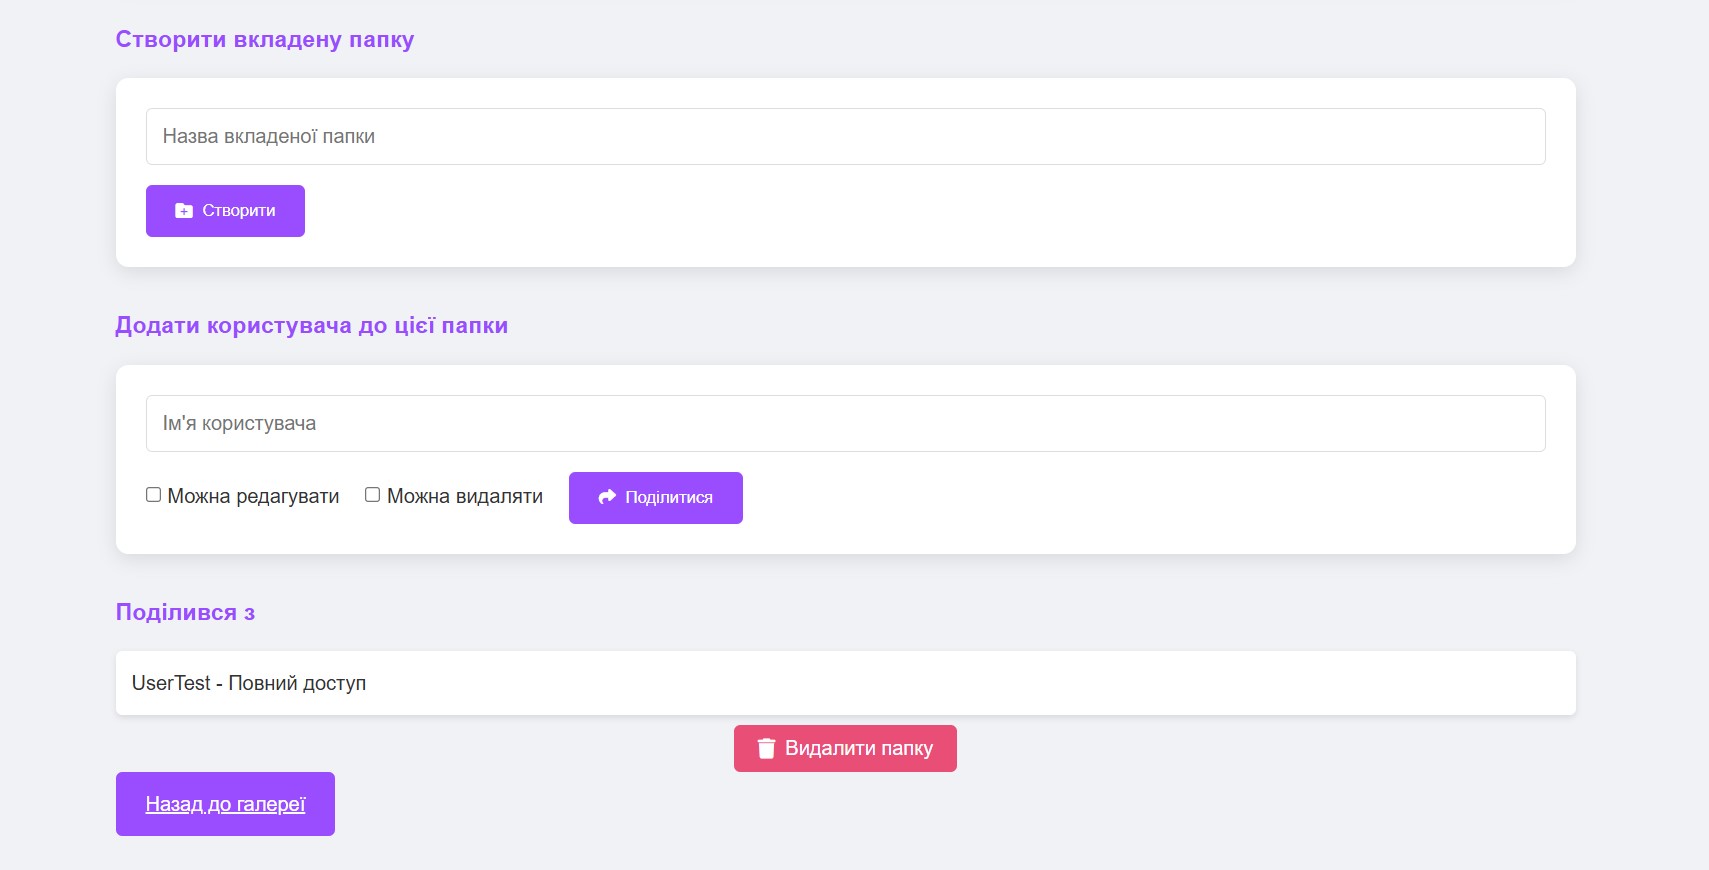 Створити вкладену папку
Назва вкладеної папки
Створити
Додати користувача до цієї папки
Ім'я користувача
Можна редагувати Можна видаляти Поділитися
Поділився з
UserTest - Повний доступ
Видалити папку
Назад до галереї